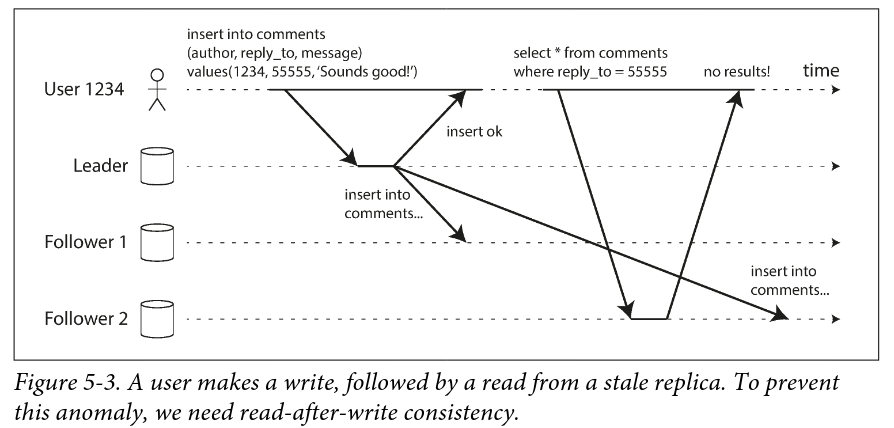 insert into comments
(author, reply_to, message)
values(1234, 55555, ‘Sounds good!’)
select * from comments
where reply_to = 55555
no results!
time
User 1234
insert ok
Leader
insert into
comments...
Follower 1
insert into
comments...
Follower 2
Figure 5-3. A user makes a write, followed by a read from a stale replica. To prevent
this anomaly, we need read-after-write consistency.